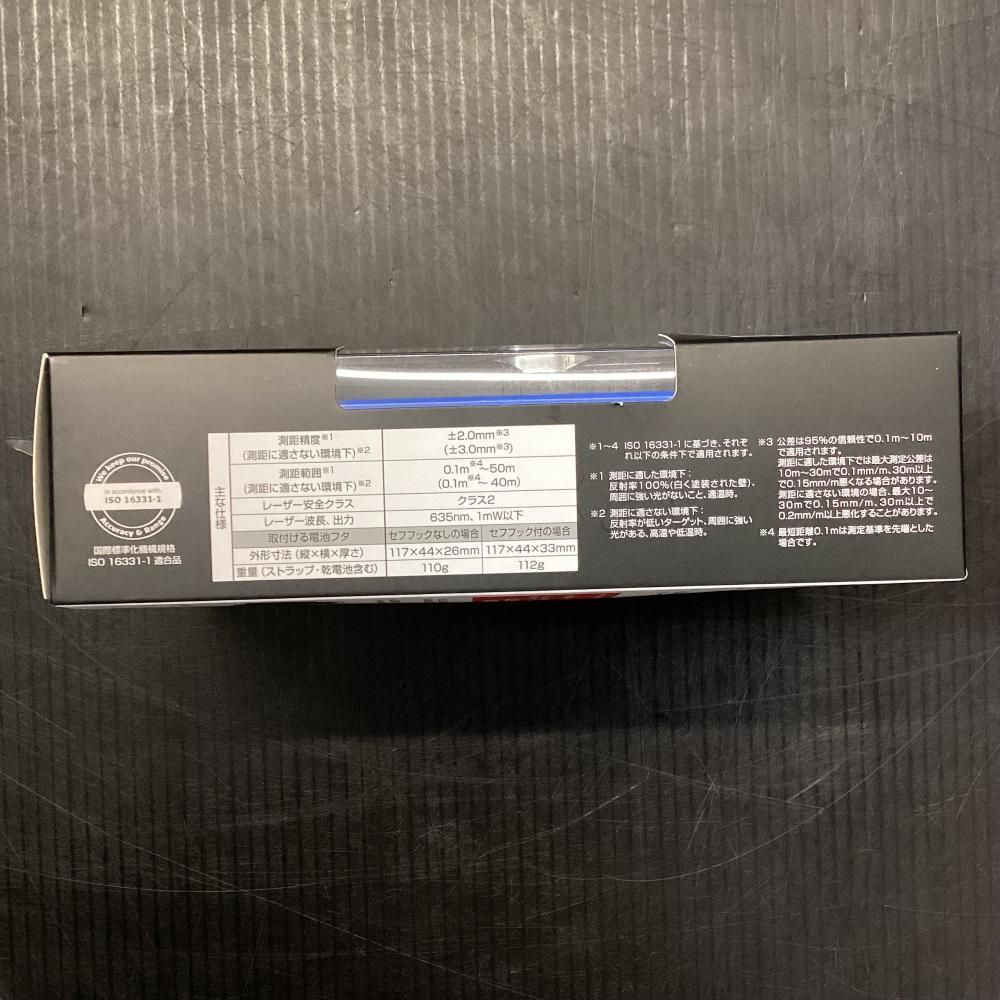 We keep our promise
in accordance with
ISO 16331-1
Accuracy & Range
国際標準化機構規格
ISO 16331-1 適合品
主な仕様
測距精度※1
(測距に適さない環境下)※2
±2.0mm※3
(±3.0mm※3)
測距範囲※1
(測距に適さない環境下)※2
0.1m※4~50m
(0.1m※4~40m)
レーザー安全クラス
クラス2
レーザー波長、出力
635nm、1mW以下
取付ける電池フタ
セフフックなしの場合
セフフック付の場合
外形寸法(縦×横×厚さ)
117×44×26mm
117×44×33mm
重量(ストラップ・乾電池含む)
110g
112g
※1~4 ISO 16331-1に基づき、それぞ
れ以下の条件下で適用されます。
※1 測距に適した環境下:
反射率100%(白く塗装された壁)、
周囲に強い光がないこと、適温時。
※2 測距に適さない環境下:
反射率が低いターゲット、周囲に強い
光がある、高温や低温時。
※3 公差は95%の信頼性で0.1m~10m
で適用されます。
測距に適した環境下では最大測定公差は
10m~30mで0.1mm/m、30m以上
で0.15mm/m悪くなる場合があります。
測距に適さない環境の場合、最大10~
30mで0.15mm/m、30m以上で
0.2mm/m以上悪化することがあります。
※4 最短距離0.1mは測定基準を先端とした
場合です。